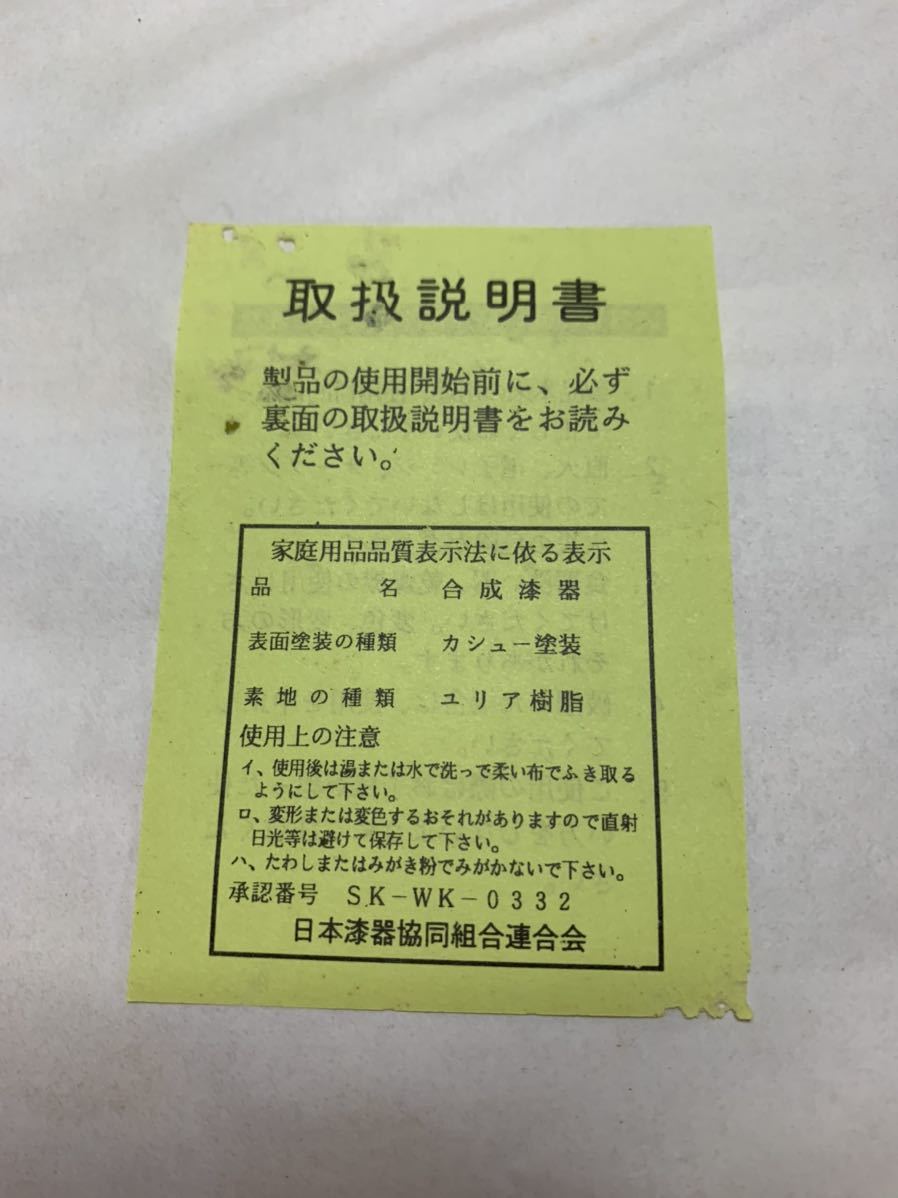 取扱説明書
製品の使用開始前に、必ず
裏面の取扱説明書をお読み
ください。
家庭用品品質表示法に依る表示
品名 合成漆器
表面塗装の種類 カシュー塗装
素地の種類 ユリア樹脂
使用上の注意
イ、使用後は湯または水で洗っで柔い布でふき取る
ようにして下さい。
ロ、変形または変色するおそれがありますので直射
日光等は避けて保存して下さい。
ハ、たわしまたはみがき粉でみがかないで下さい。
承認番号 SK-WK-0332
日本漆器協同組合連合会